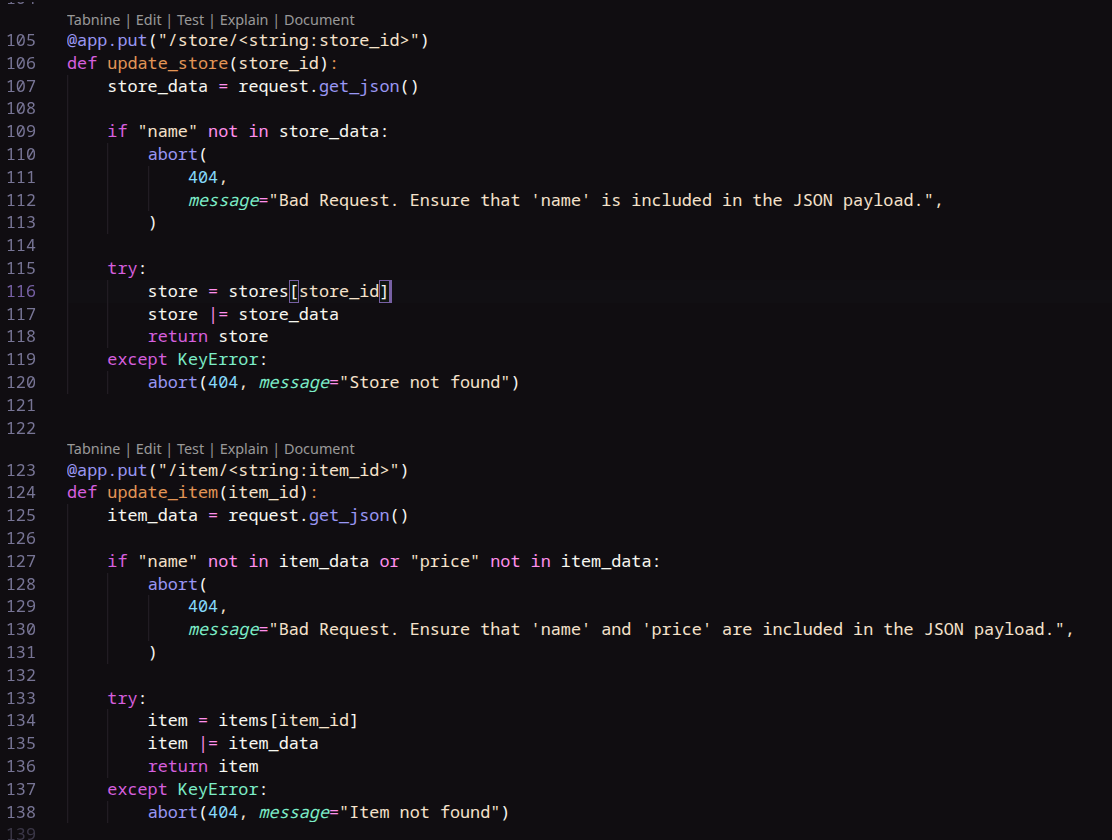 Tabnine | Edit | Test | Explain | Document
105 @app.put("/store/<string:store_id>")
106 def update_store(store_id):
107     store_data = request.get_json()
108
109     if "name" not in store_data:
110         abort(
111             404,
112             message="Bad Request. Ensure that 'name' is included in the JSON payload.",
113         )
114
115     try:
116         store = stores[store_id]
117         store |= store_data
118         return store
119     except KeyError:
120         abort(404, message="Store not found")
121
122
Tabnine | Edit | Test | Explain | Document
123 @app.put("/item/<string:item_id>")
124 def update_item(item_id):
125     item_data = request.get_json()
126
127     if "name" not in item_data or "price" not in item_data:
128         abort(
129             404,
130             message="Bad Request. Ensure that 'name' and 'price' are included in the JSON payload.",
131         )
132
133     try:
134         item = items[item_id]
135         item |= item_data
136         return item
137     except KeyError:
138         abort(404, message="Item not found")
139